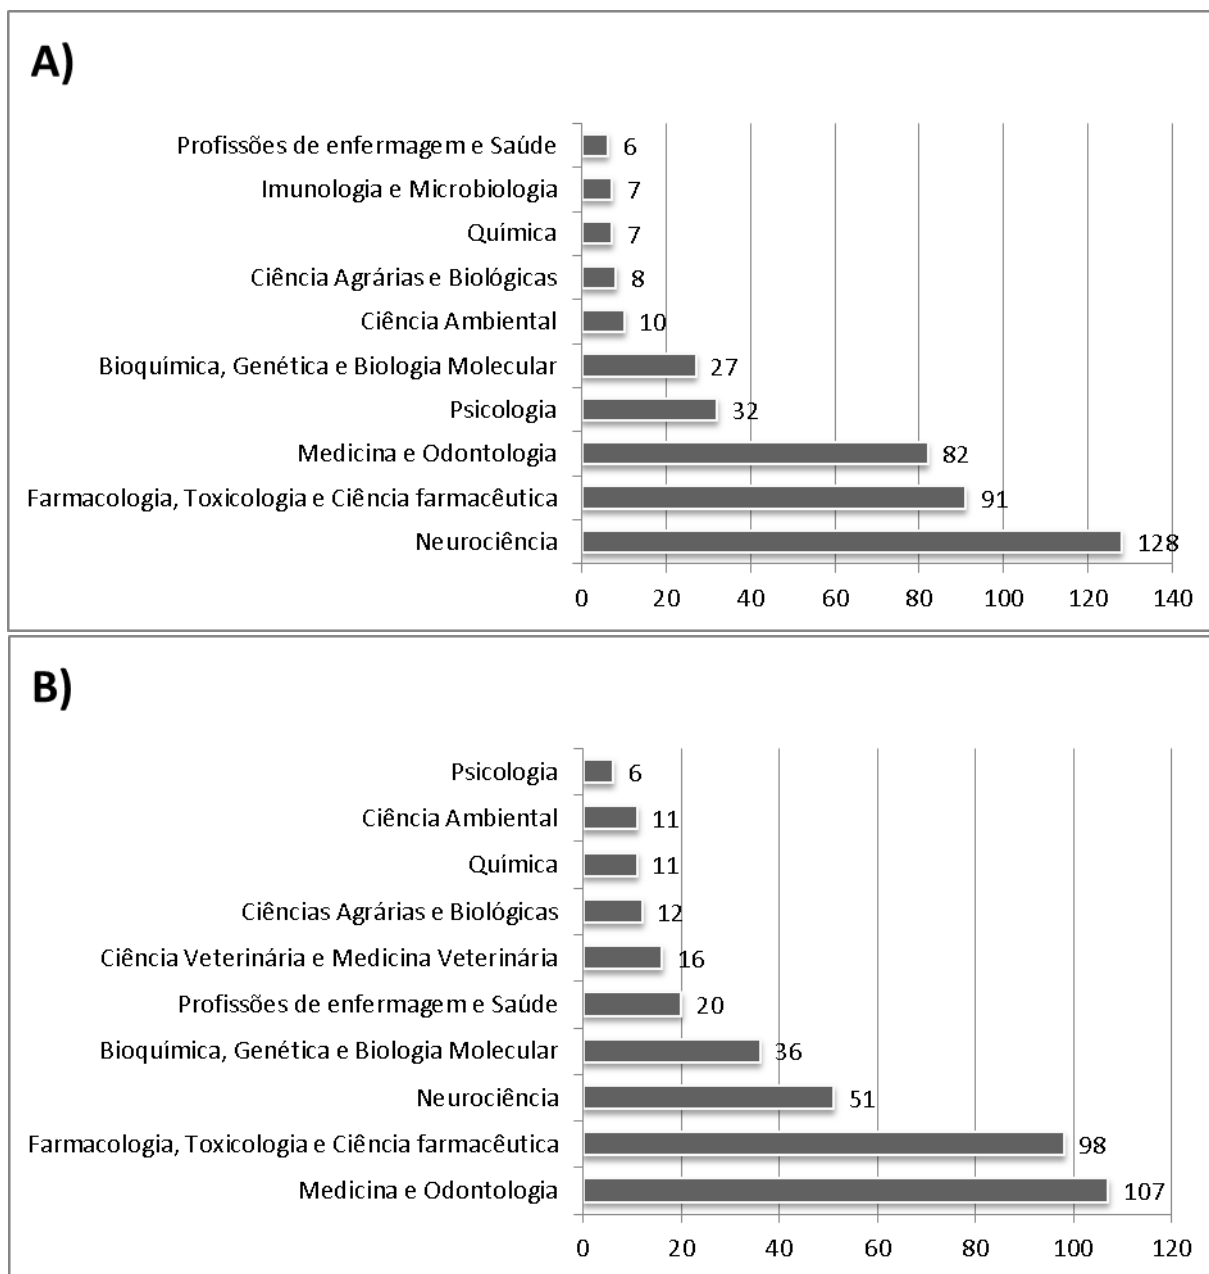 A)
Profissões de enfermagem e Saúde 6
Imunologia e Microbiologia 7
Química 7
Ciência Agrárias e Biológicas 8
Ciência Ambiental 10
Bioquímica, Genética e Biologia Molecular 27
Psicologia 32
Medicina e Odontologia 82
Farmacologia, Toxicologia e Ciência farmacêutica 91
Neurociência 128
0 20 40 60 80 100 120 140
B)
Psicologia 6
Ciência Ambiental 11
Química 11
Ciências Agrárias e Biológicas 12
Ciência Veterinária e Medicina Veterinária 16
Profissões de enfermagem e Saúde 20
Bioquímica, Genética e Biologia Molecular 36
Neurociência 51
Farmacologia, Toxicologia e Ciência farmacêutica 98
Medicina e Odontologia 107
0 20 40 60 80 100 120